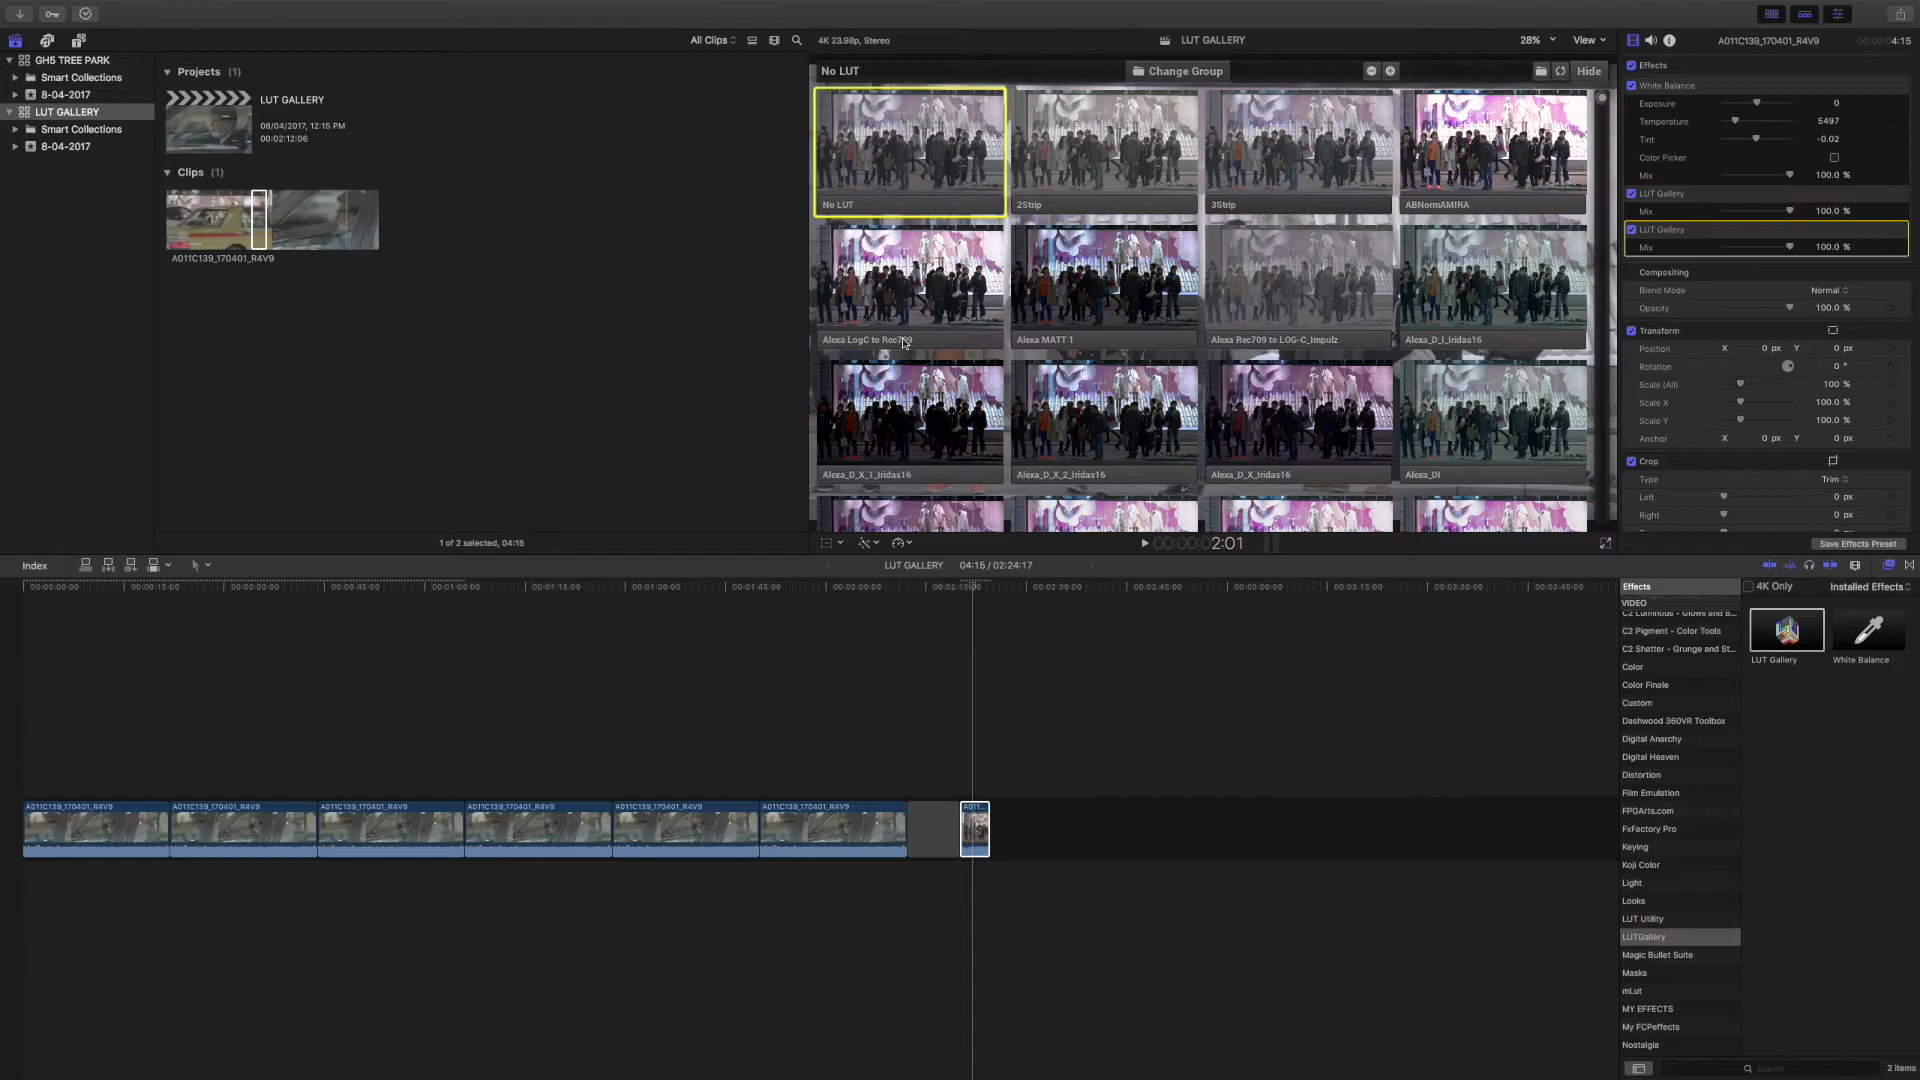 All Clips
4K 23.98p, Stereo
LUT GALLERY
28%
View
A011C139_170401_R4V9
4:15
GH5 TREE PARK
Smart Collections
8-04-2017
LUT GALLERY
Smart Collections
8-04-2017
Projects (1)
LUT GALLERY
08/04/2017, 12:15 PM
00:02:12:06
Clips (1)
A011C139_170401_R4V9
1 of 2 selected, 04:15
No LUT
Change Group
Hide
No LUT
2Strip
3Strip
ABNormAMIRA
Alexa LogC to Rec709
Alexa MATT 1
Alexa Rec709 to LOG-C_Impulz
Alexa_D_I_Iridas16
Alexa_D_X_1_Iridas16
Alexa_D_X_2_Iridas16
Alexa_D_X_Iridas16
Alexa_DI
00:00:02:01
Effects
White Balance
Exposure 0
Temperature 5497
Tint -0.02
Color Picker
Mix 100.0 %
LUT Gallery
Mix 100.0 %
LUT Gallery
Mix 100.0 %
Compositing
Blend Mode Normal
Opacity 100.0 %
Transform
Position X 0 px Y 0 px
Rotation 0 °
Scale (All) 100 %
Scale X 100.0 %
Scale Y 100.0 %
Anchor X 0 px Y 0 px
Crop
Type Trim
Left 0 px
Right 0 px
Save Effects Preset
Index
LUT GALLERY 04:15 / 02:24:17
00:00:00:00 00:00:15:00 00:00:30:00 00:00:45:00 00:01:00:00 00:01:15:00 00:01:30:00 00:01:45:00 00:02:00:00 00:02:15:00 00:02:30:00 00:02:45:00 00:03:00:00 00:03:15:00 00:03:30:00 00:03:45:00
A011C139_170401_R4V9 A011C139_170401_R4V9 A011C139_170401_R4V9 A011C139_170401_R4V9 A011C139_170401_R4V9 A011C139_170401_R4V9 A011...
Effects
4K Only
Installed Effects
VIDEO
C2 Luminous - Glows and B...
C2 Pigment - Color Tools
C2 Shatter - Grunge and St...
Color
Color Finale
Custom
Dashwood 360VR Toolbox
Digital Anarchy
Digital Heaven
Distortion
Film Emulation
FPGArts.com
FxFactory Pro
Keying
Koji Color
Light
Looks
LUT Utility
LUTGallery
Magic Bullet Suite
Masks
mLut
MY EFFECTS
My FCPeffects
Nostalgia
LUT Gallery
White Balance
Search
2 items